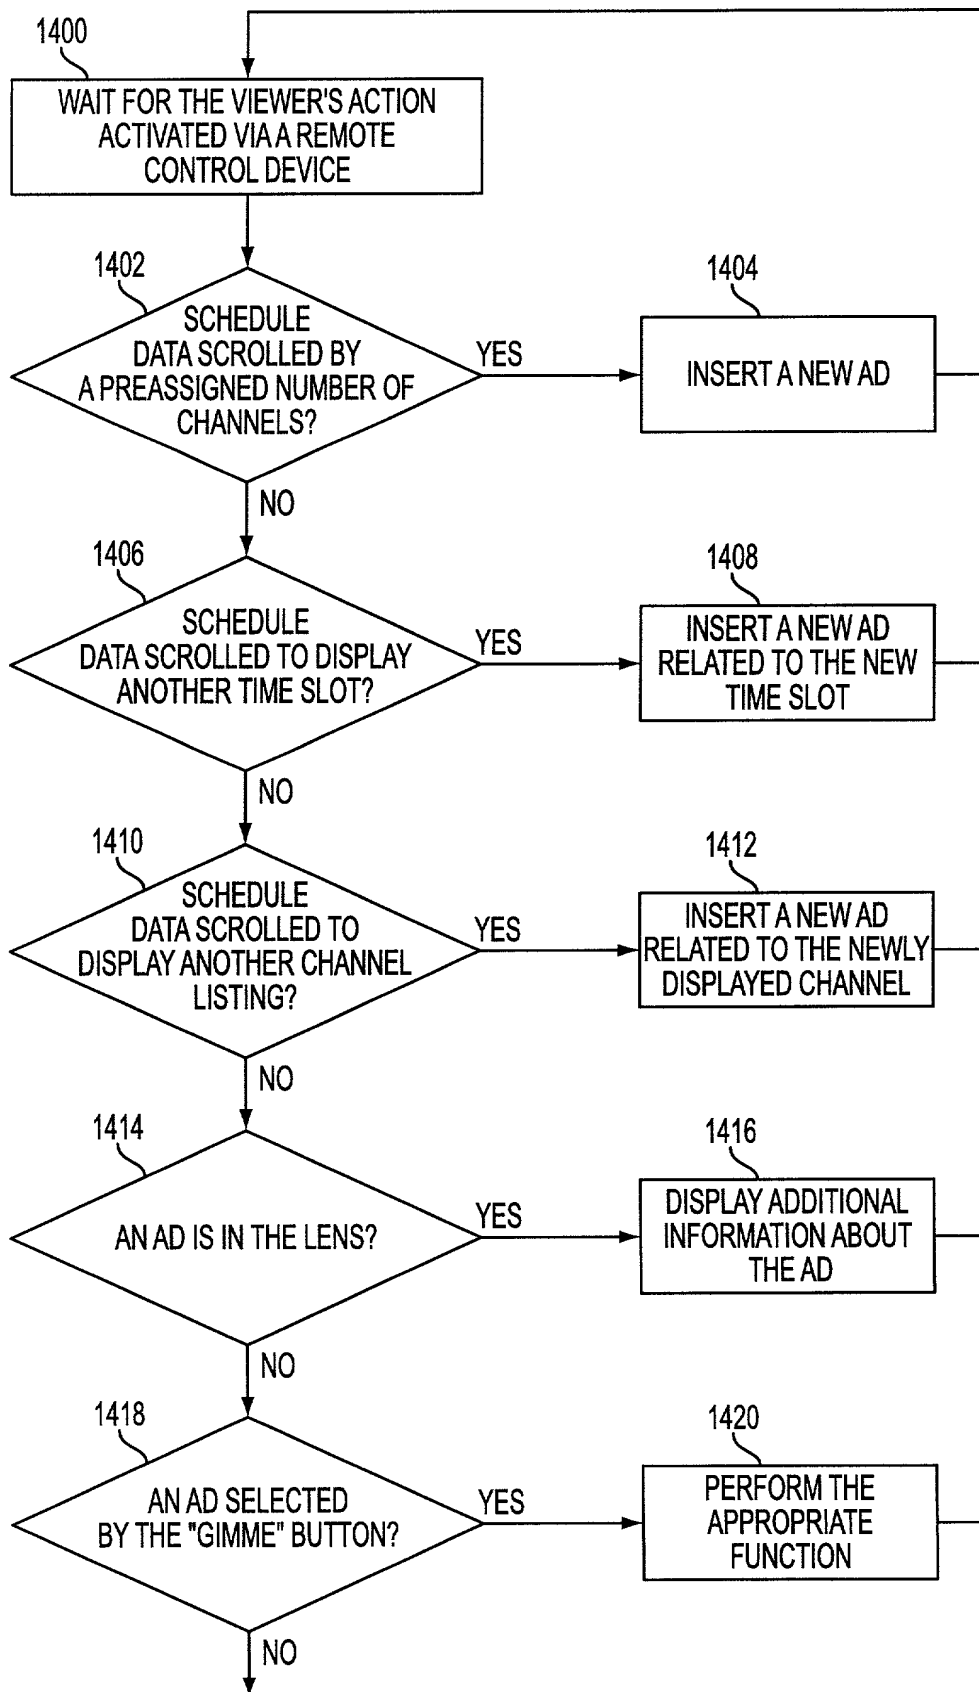 1400
WAIT FOR THE VIEWER'S ACTION
ACTIVATED VIA A REMOTE
CONTROL DEVICE
1402
SCHEDULE
DATA SCROLLED BY
A PREASSIGNED NUMBER OF
CHANNELS?
YES
1404
INSERT A NEW AD
NO
1406
SCHEDULE
DATA SCROLLED TO DISPLAY
ANOTHER TIME SLOT?
YES
1408
INSERT A NEW AD
RELATED TO THE NEW
TIME SLOT
NO
1410
SCHEDULE
DATA SCROLLED TO
DISPLAY ANOTHER CHANNEL
LISTING?
YES
1412
INSERT A NEW AD
RELATED TO THE NEWLY
DISPLAYED CHANNEL
NO
1414
AN AD IS IN THE LENS?
YES
1416
DISPLAY ADDITIONAL
INFORMATION ABOUT
THE AD
NO
1418
AN AD SELECTED
BY THE "GIMME" BUTTON?
YES
1420
PERFORM THE
APPROPRIATE
FUNCTION
NO